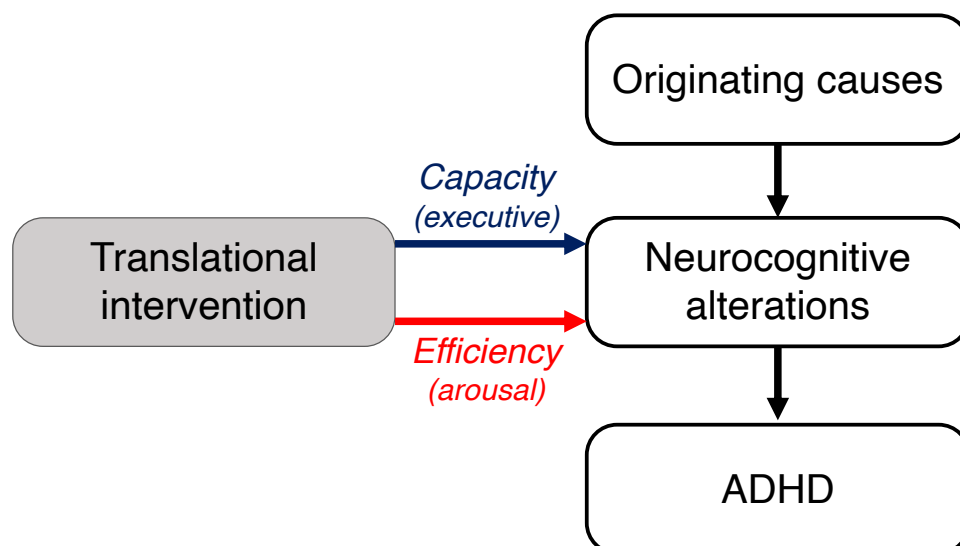 Originating causes
Capacity
(executive)
Translational
intervention
Neurocognitive
alterations
Efficiency
(arousal)
ADHD